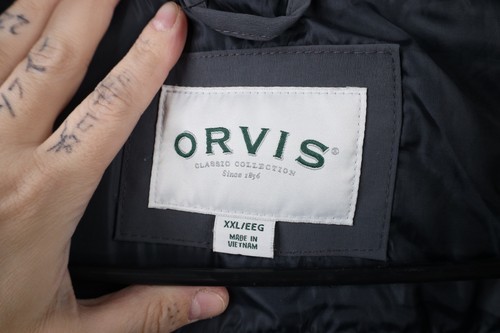 ORVIS®
CLASSIC COLLECTION
Since 1856
XXL/EEG
MADE IN
VIETNAM